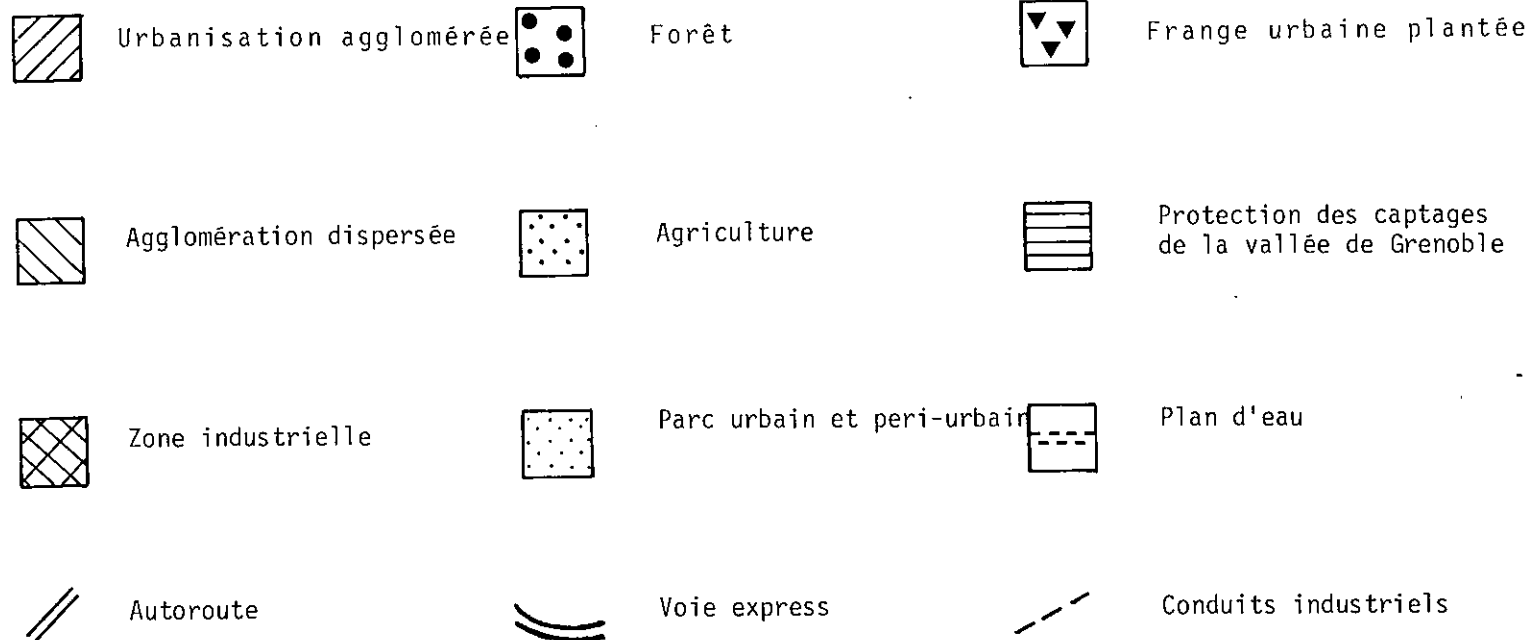 Urbanisation agglomérée
Forêt
Frange urbaine plantée
Agglomération dispersée
Agriculture
Protection des captages
de la vallée de Grenoble
Zone industrielle
Parc urbain et peri-urbain
Plan d'eau
Autoroute
Voie express
Conduits industriels